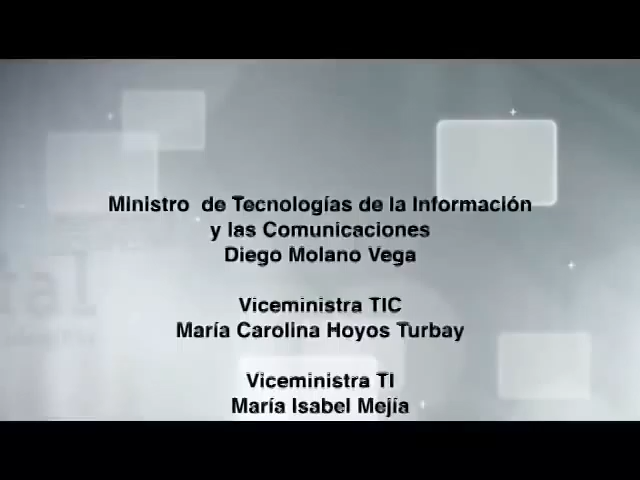 Ministro de Tecnologías de la Información
y las Comunicaciones
Diego Molano Vega
Viceministra TIC
María Carolina Hoyos Turbay
Viceministra TI
María Isabel Mejía